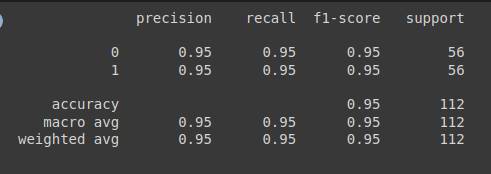 precision recall f1-score support
0 0.95 0.95 0.95 56
1 0.95 0.95 0.95 56
accuracy 0.95 112
macro avg 0.95 0.95 0.95 112
weighted avg 0.95 0.95 0.95 112